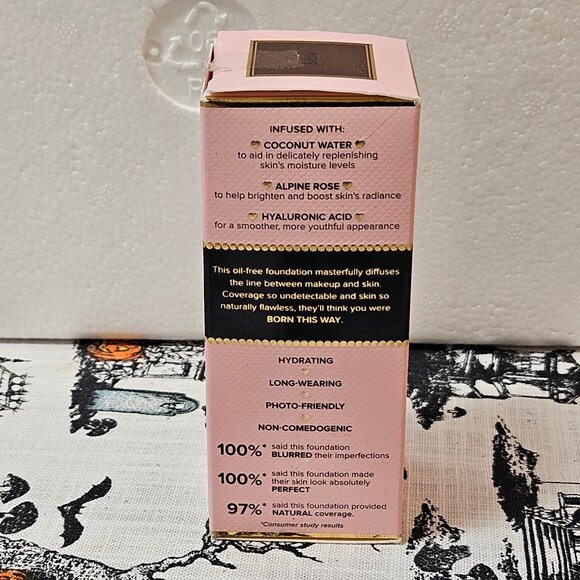 INFUSED WITH:
COCONUT WATER
to aid in delicately replenishing
skin's moisture levels
ALPINE ROSE
to help brighten and boost skin's radiance
HYALURONIC ACID
for a smoother, more youthful appearance
This oil-free foundation masterfully diffuses
the line between makeup and skin.
Coverage so undetectable and skin so
naturally flawless, they'll think you were
BORN THIS WAY.
HYDRATING
LONG-WEARING
PHOTO-FRIENDLY
NON-COMEDOGENIC
100%* said this foundation
BLURRED their imperfections
100%* said this foundation made
their skin look absolutely
PERFECT
97%* said this foundation provided
NATURAL coverage.
*Consumer study results